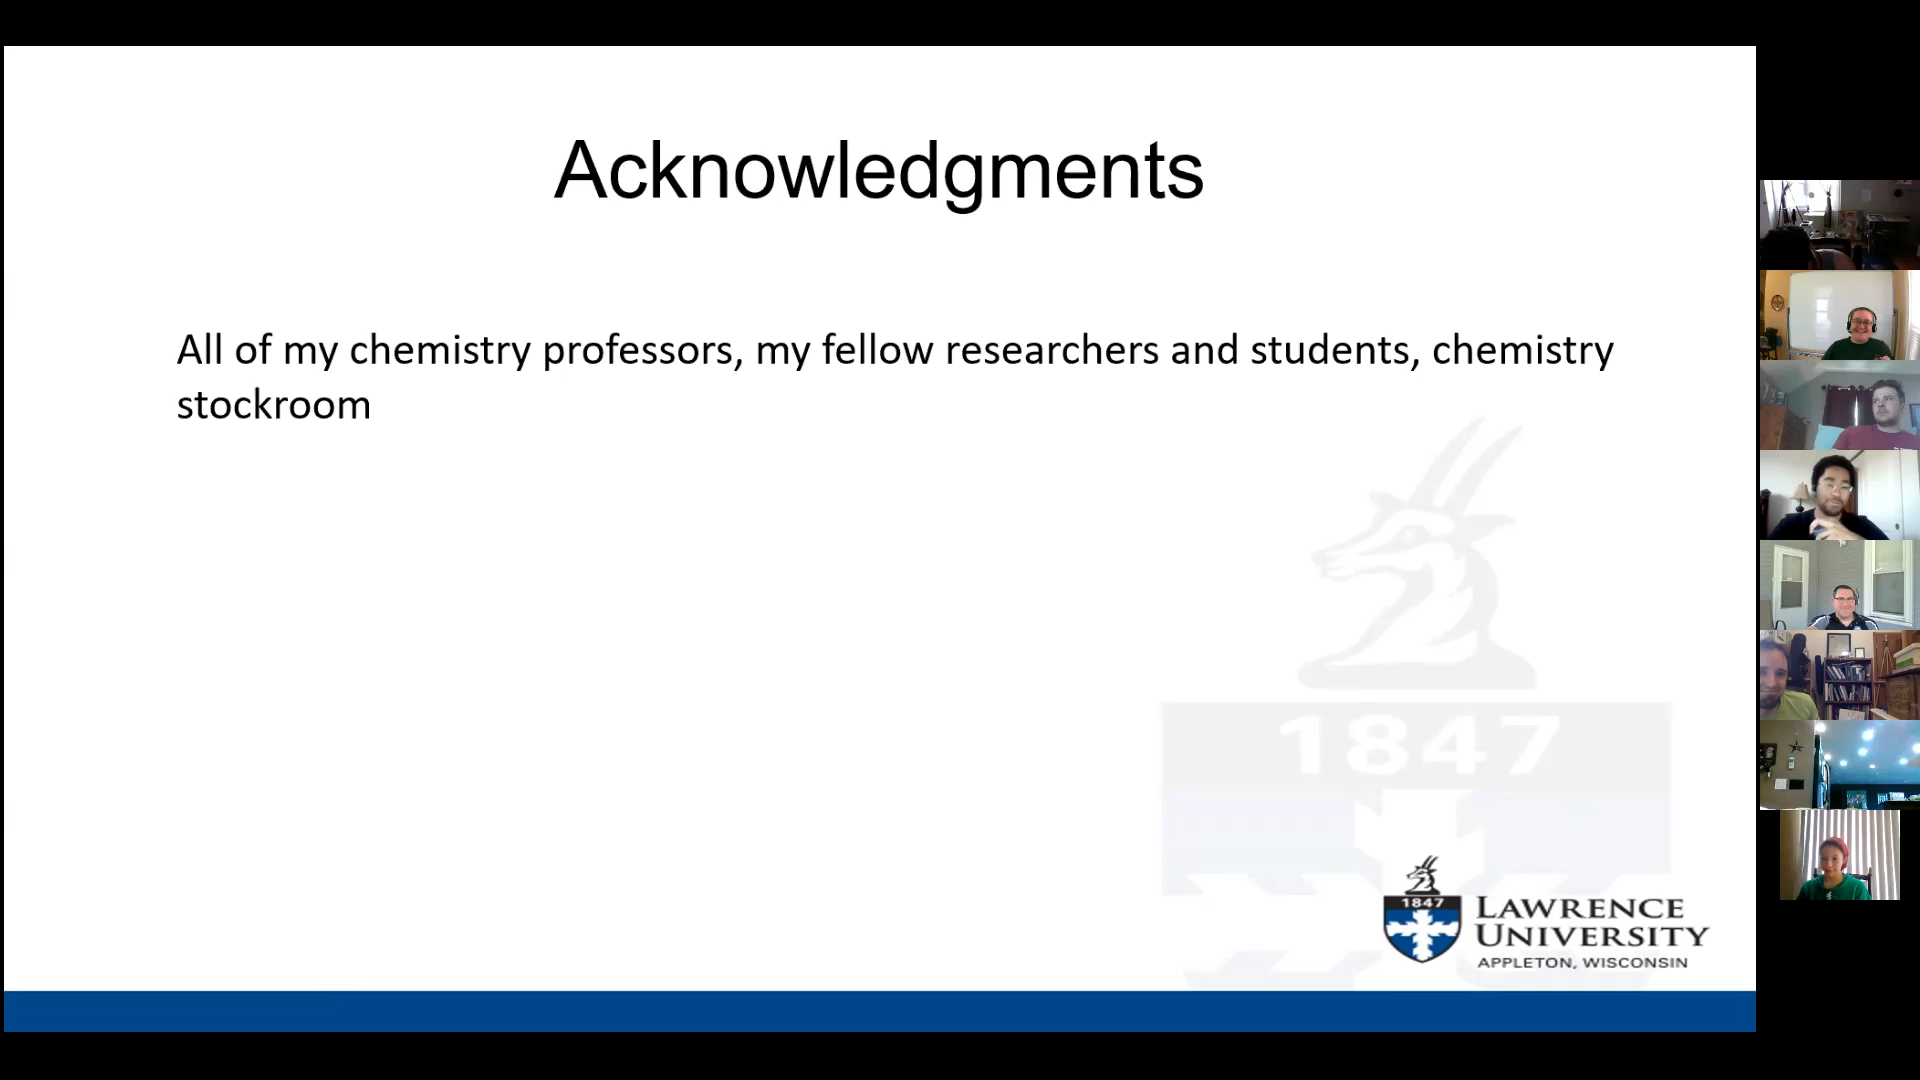 Acknowledgments
All of my chemistry professors, my fellow researchers and students, chemistry
stockroom
1847
1847
LAWRENCE
UNIVERSITY
APPLETON, WISCONSIN